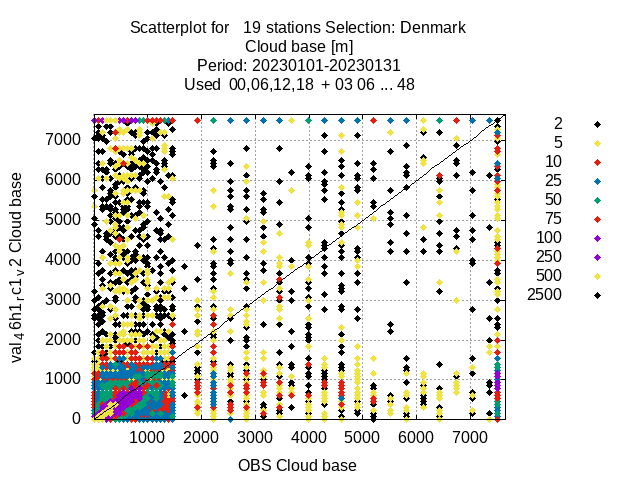 Scatterplot for 19 stations Selection: Denmark
Cloud base [m]
Period: 20230101-20230131
Used 00,06,12,18 + 03 06 ... 48
val46h1rc1v2 Cloud base
7000
6000
5000
4000
3000
2000
1000
0
1000 2000 3000 4000 5000 6000 7000
OBS Cloud base
2
5
10
25
50
75
100
250
500
2500